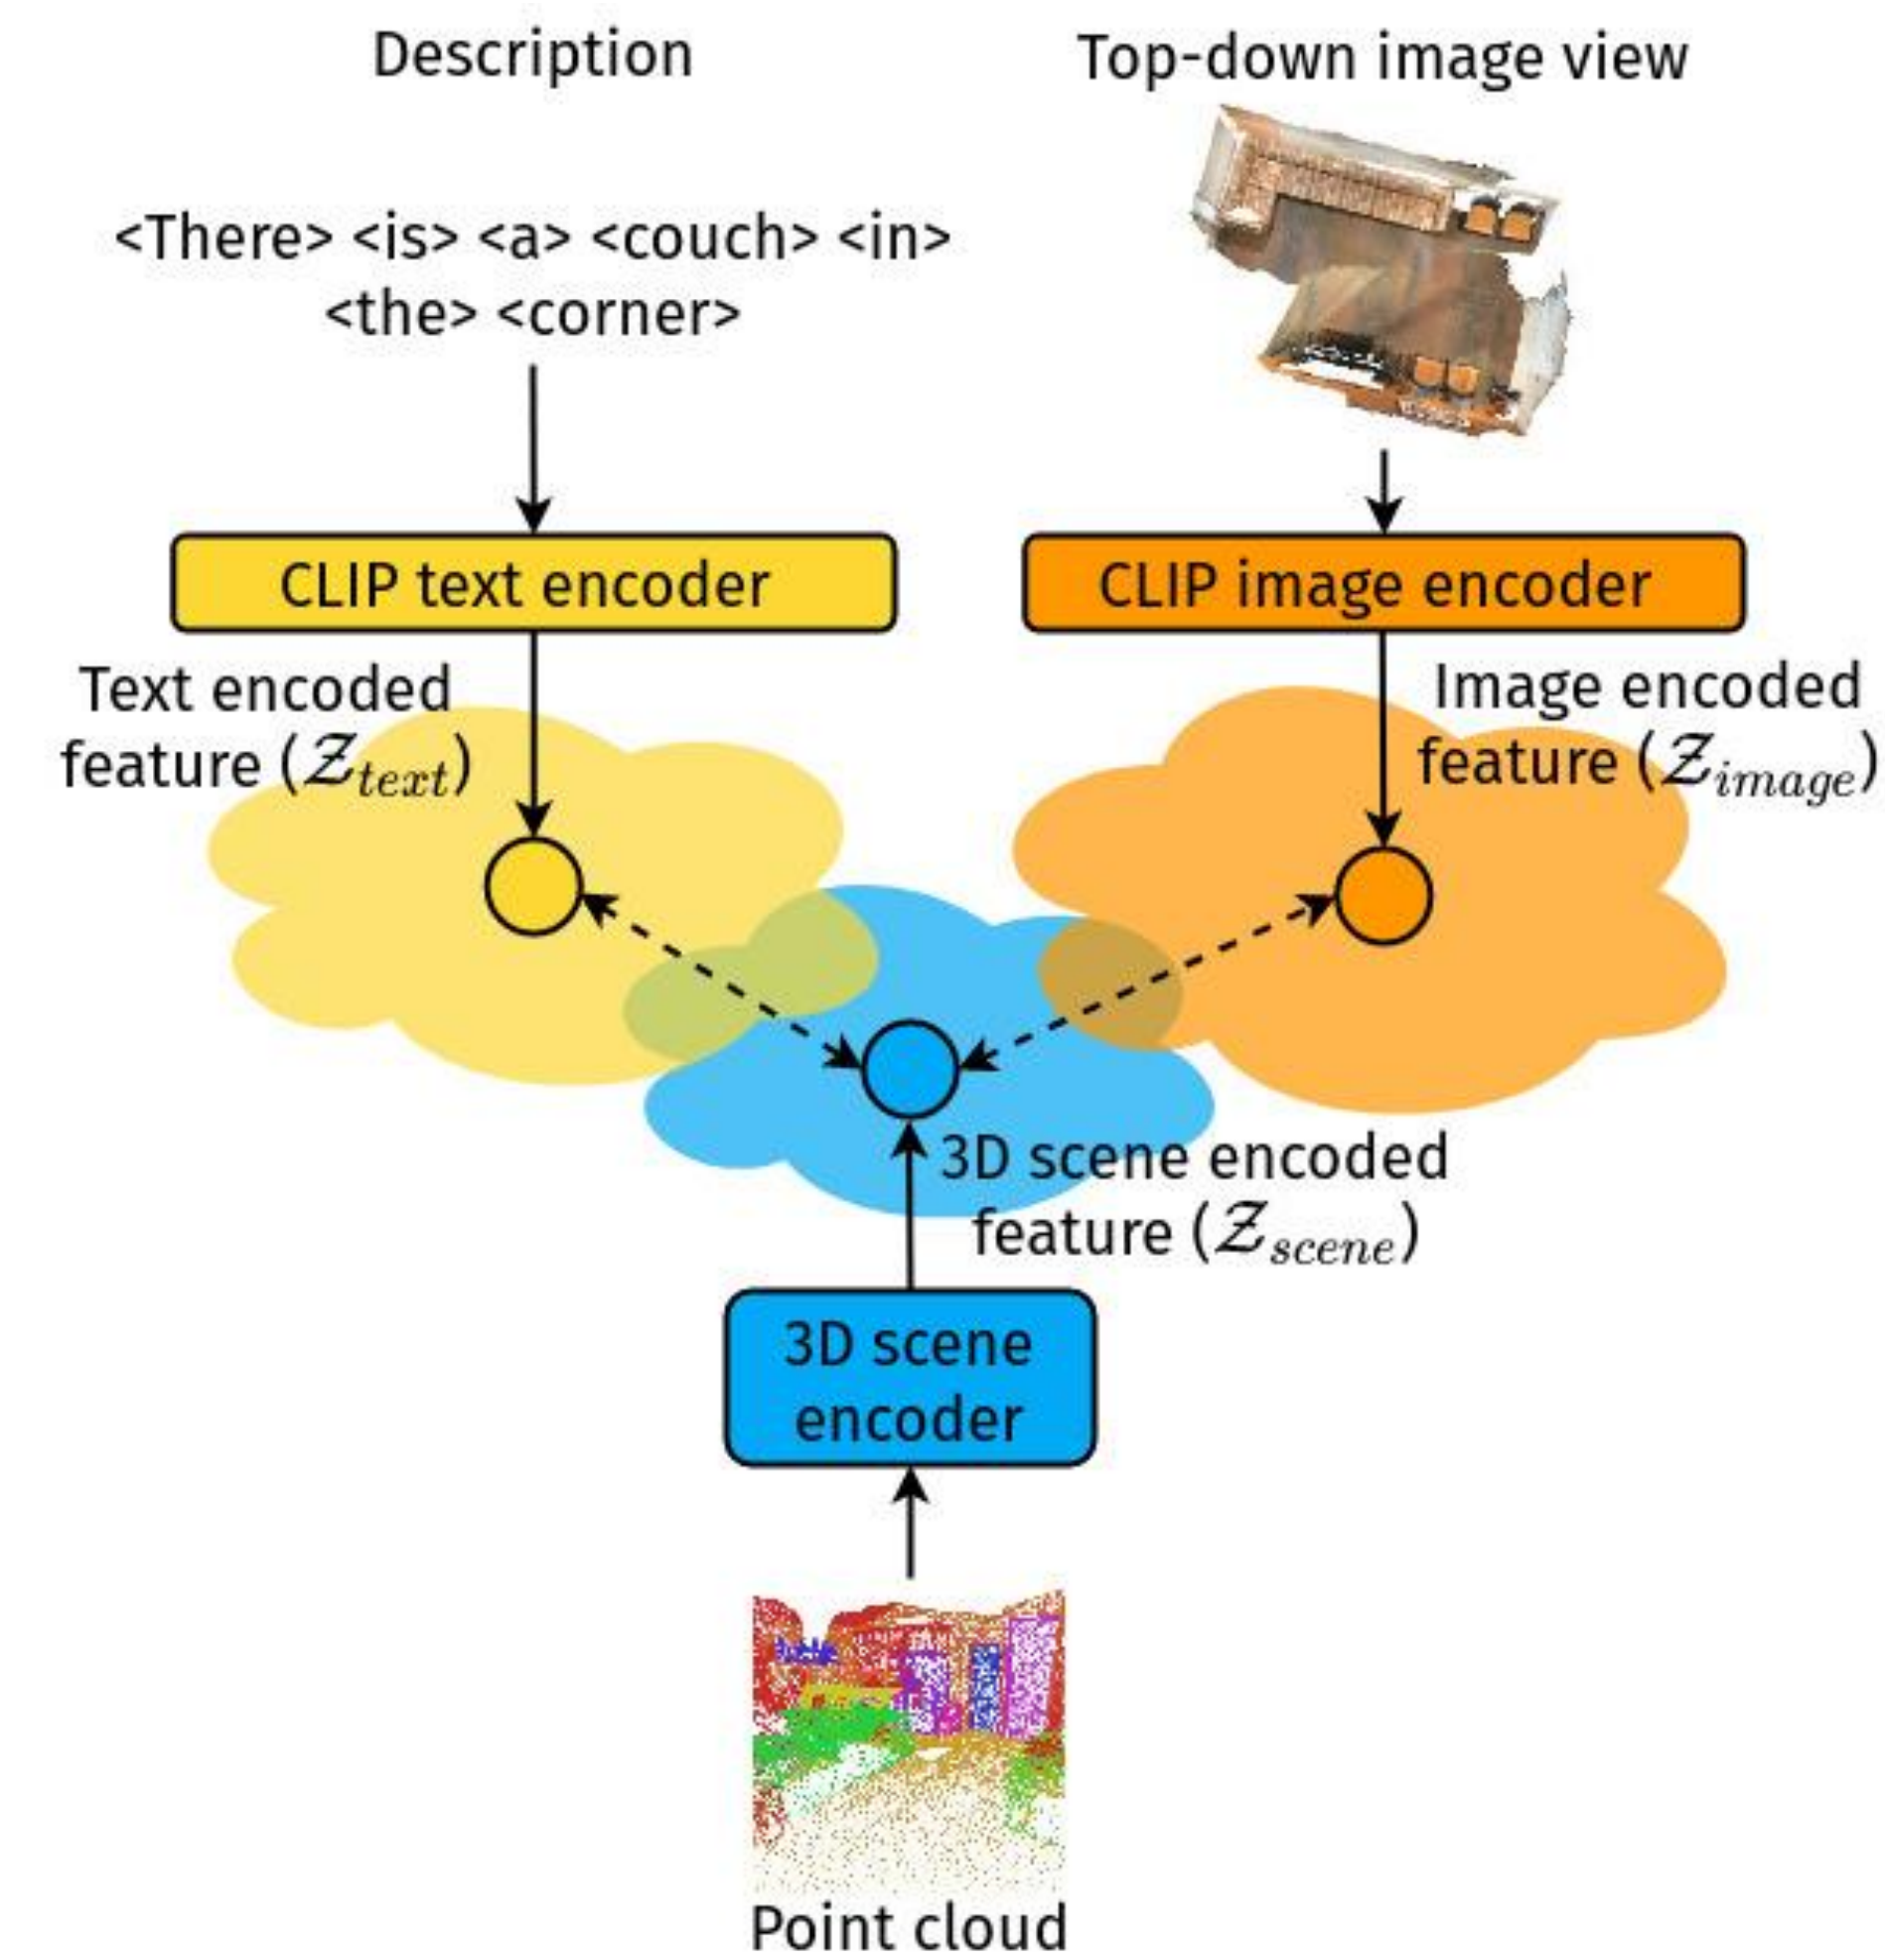 Description
Top-down image view
<There> <is> <a> <couch> <in>
<the> <corner>
CLIP text encoder
CLIP image encoder
Text encoded
feature (𝒵text)
Image encoded
feature (𝒵image)
3D scene encoded
feature (𝒵scene)
3D scene
encoder
Point cloud